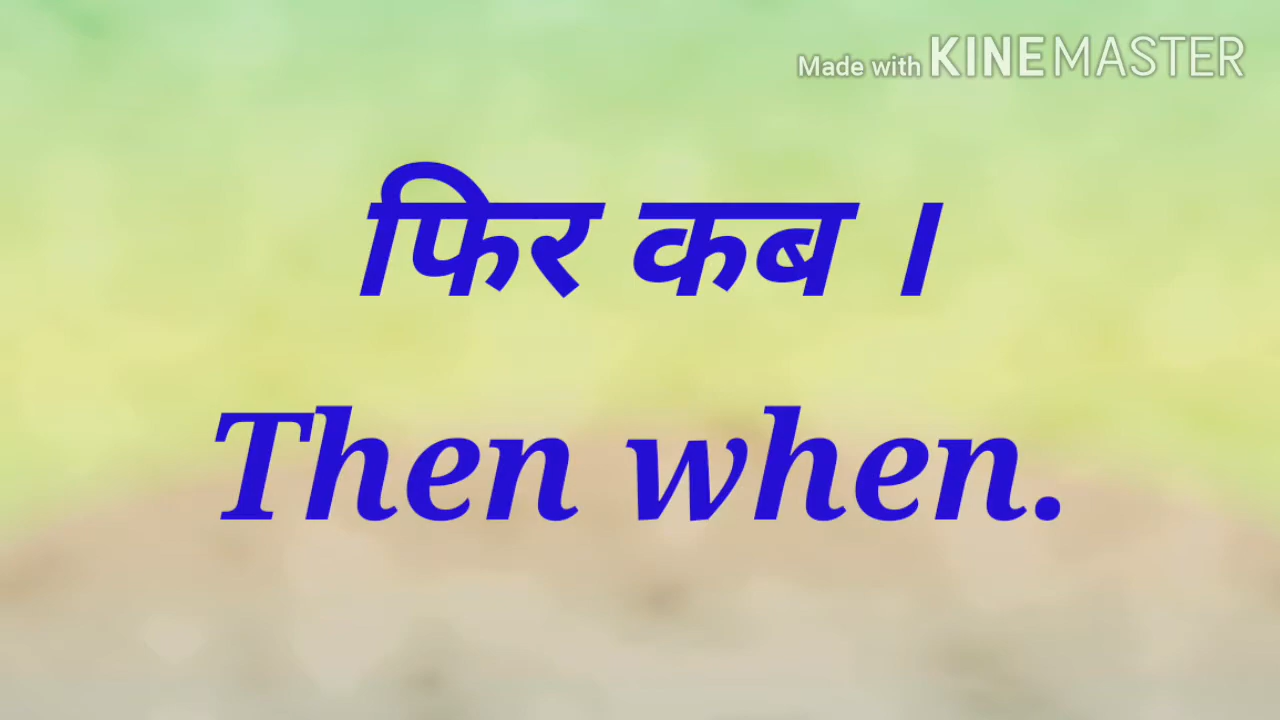 Made with KINEMASTER
फिर कब ।
Then when.